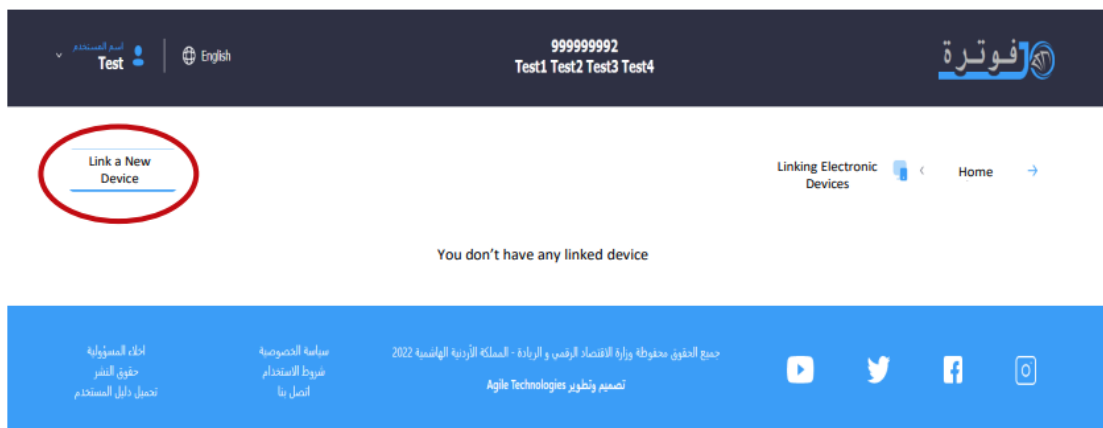 فوترة
999999992
Test1 Test2 Test3 Test4
English
اسم المستخدم
Test
Home
Linking Electronic
Devices
Link a New
Device
You don't have any linked device
جميع الحقوق محفوظة وزارة الاقتصاد الرقمي و الريادة - المملكة الأردنية الهاشمية 2022
تصميم وتطوير Agile Technologies
سياسة الخصوصية
شروط الاستخدام
اتصل بنا
اخلاء المسؤولية
حقوق النشر
تحميل دليل المستخدم